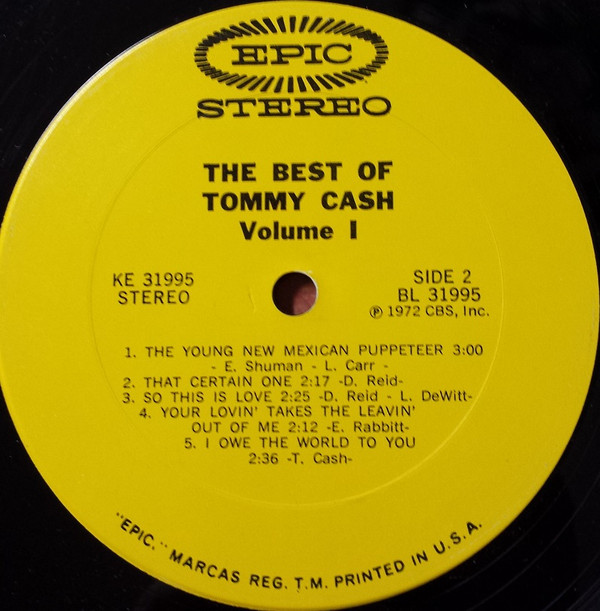 EPIC
STEREO
THE BEST OF
TOMMY CASH
Volume I
KE 31995
STEREO
SIDE 2
BL 31995
℗ 1972 CBS, Inc.
1. THE YOUNG NEW MEXICAN PUPPETEER 3:00
- E. Shuman - L. Carr -
2. THAT CERTAIN ONE 2:17 -D. Reid-
3. SO THIS IS LOVE 2:25 -D. Reid - L. DeWitt-
4. YOUR LOVIN' TAKES THE LEAVIN'
OUT OF ME 2:12 -E. Rabbitt-
5. I OWE THE WORLD TO YOU
2:36 -T. Cash-
"EPIC," MARCAS REG. T.M. PRINTED IN U.S.A.